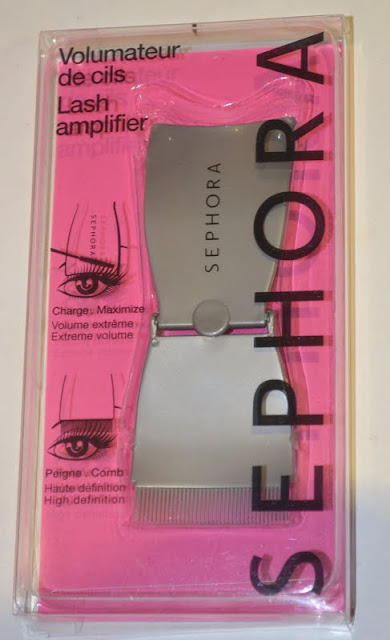 Volumateur
de cils
Lash
amplifier
SEPHORA
SEPHORA
SEPHORA
Charge . Maximize
Volume extrême
Extreme volume
Peigne . Comb
Haute définition
High definition